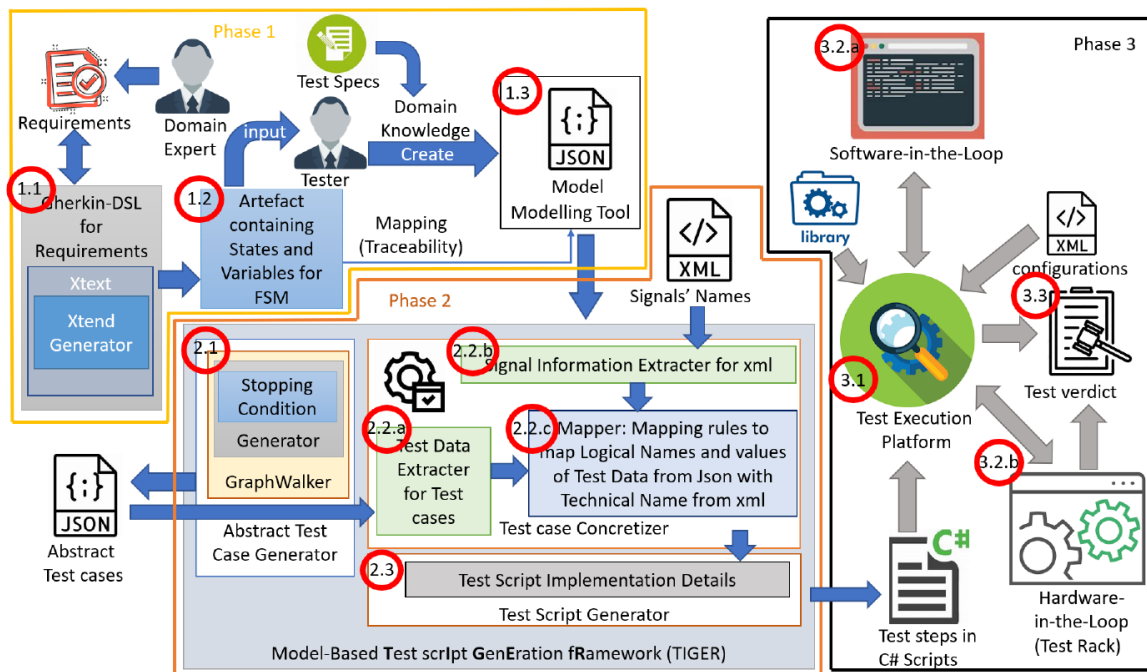 Phase 1
Requirements
Domain
Expert
Test Specs
input
Tester
Domain
Knowledge
Create
1.3
{;}
JSON
Model
Modelling Tool
1.1
Gherkin-DSL
for
Requirements
Xtext
Xtend
Generator
1.2
Artefact
containing
States and
Variables for
FSM
Mapping
(Traceability)
</>
XML
Signals' Names
Phase 2
2.1
Stopping
Condition
Generator
GraphWalker
Abstract Test
Case Generator
{;}
JSON
Abstract
Test cases
2.2.b
Signal Information Extracter for xml
2.2.a
Test Data
Extracter
for Test
cases
2.2.c
Mapper: Mapping rules to
map Logical Names and values
of Test Data from Json with
Technical Name from xml
Test case Concretizer
2.3
Test Script Implementation Details
Test Script Generator
Model-Based Test scrIpt GenEration fRamework (TIGER)
Phase 3
3.2.a
Software-in-the-Loop
library
</>
XML
configurations
3.3
Test verdict
3.1
Test Execution
Platform
3.2.b
Hardware-
in-the-Loop
(Test Rack)
C#
Test steps in
C# Scripts